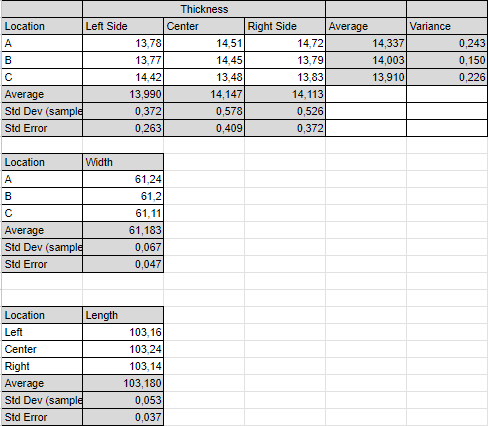 Thickness
Location Left Side Center Right Side Average Variance
A 13,78 14,51 14,72 14,337 0,243
B 13,77 14,45 13,79 14,003 0,150
C 14,42 13,48 13,83 13,910 0,226
Average 13,990 14,147 14,113
Std Dev (sample 0,372 0,578 0,526
Std Error 0,263 0,409 0,372
Location Width
A 61,24
B 61,2
C 61,11
Average 61,183
Std Dev (sample 0,067
Std Error 0,047
Location Length
Left 103,16
Center 103,24
Right 103,14
Average 103,180
Std Dev (sample 0,053
Std Error 0,037